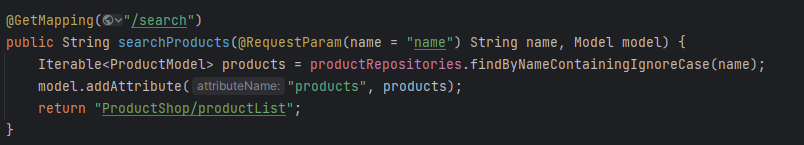 @GetMapping("/search")
public String searchProducts(@RequestParam(name = "name") String name, Model model) {
    Iterable<ProductModel> products = productRepositories.findByNameContainingIgnoreCase(name);
    model.addAttribute( attributeName: "products", products);
    return "ProductShop/productList";
}